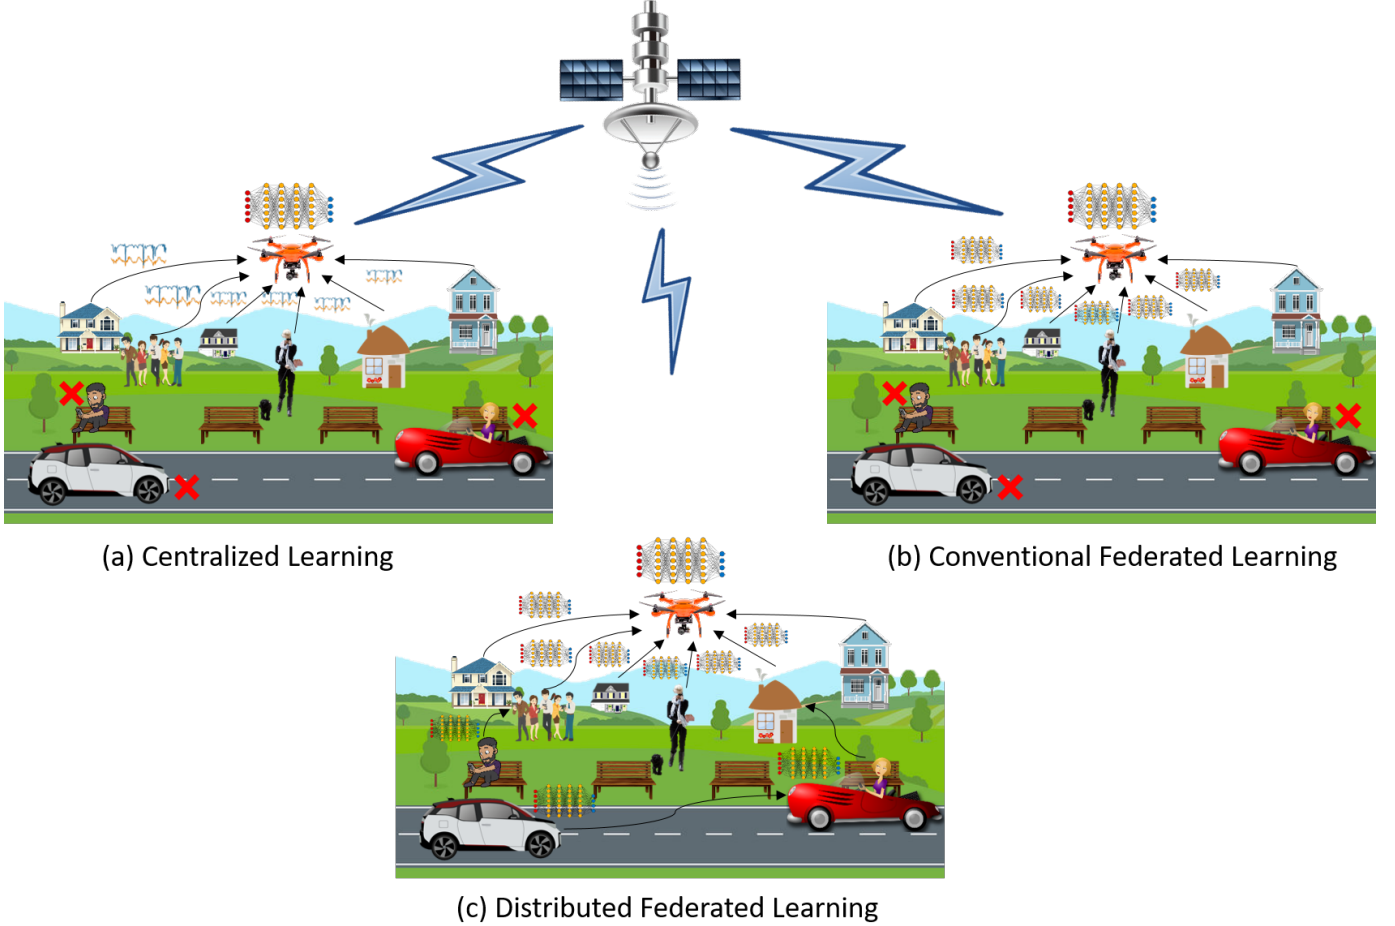 (a) Centralized Learning
(b) Conventional Federated Learning
(c) Distributed Federated Learning